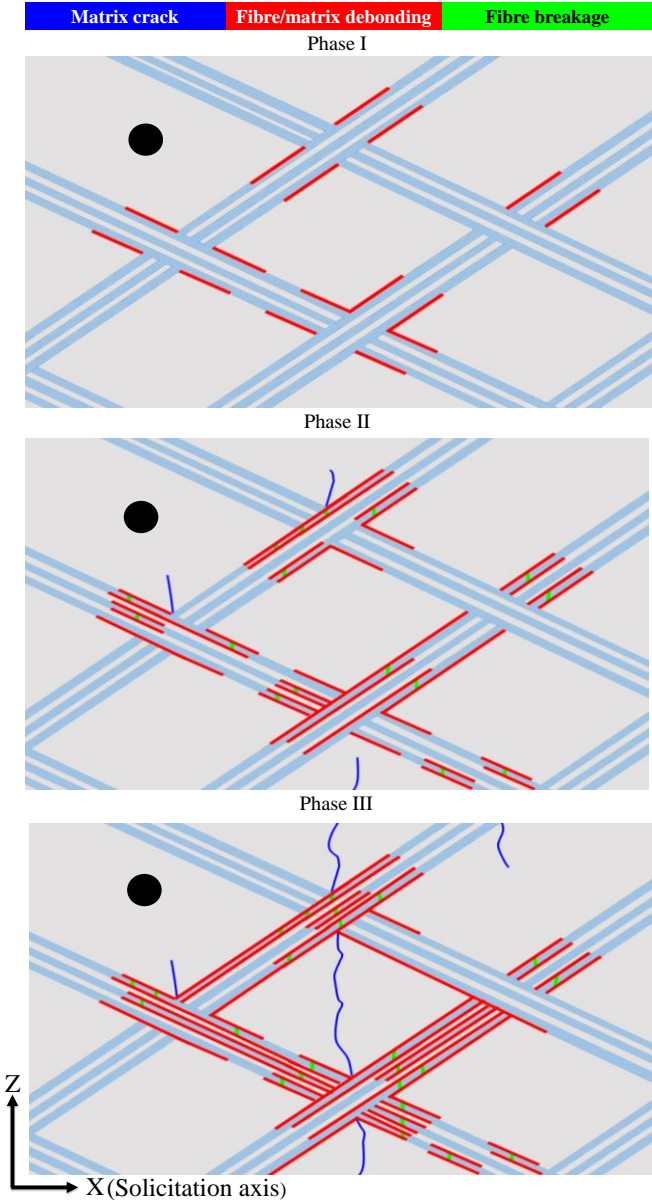 Matrix crack Fibre/matrix debonding Fibre breakage
Phase I
Phase II
Phase III
Z
X (Solicitation axis)